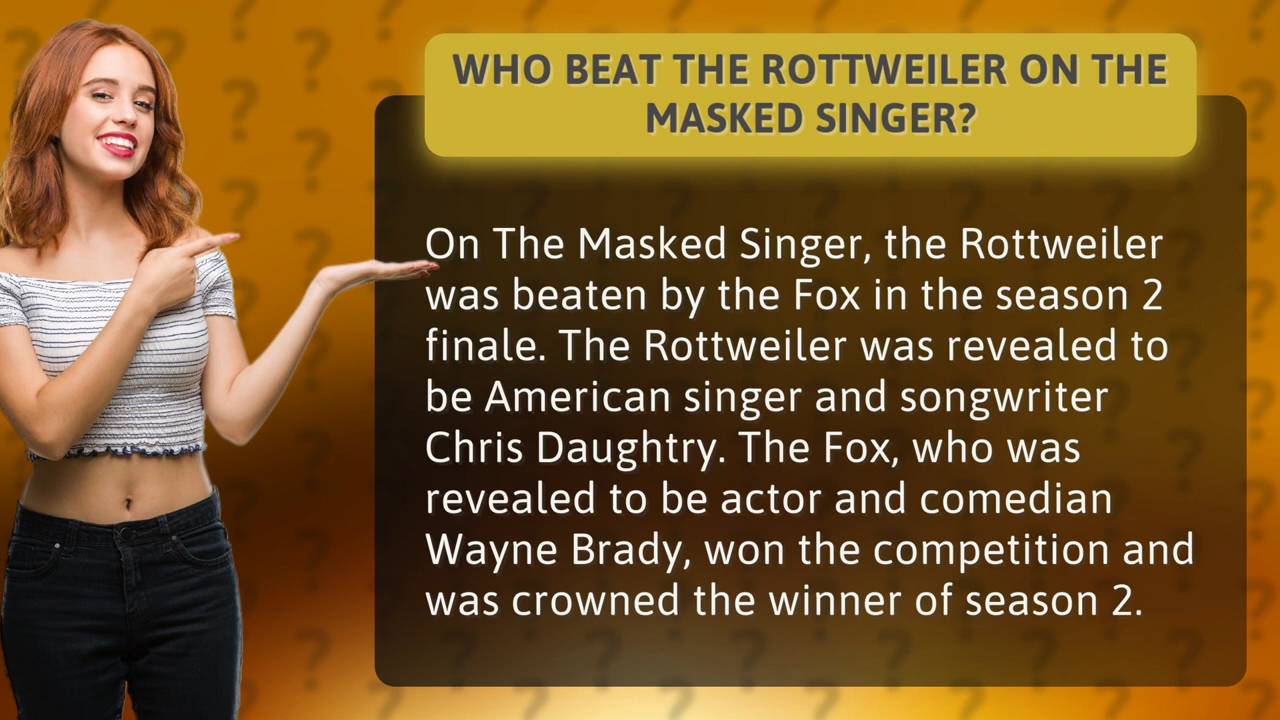 WHO BEAT THE ROTTWEILER ON THE
MASKED SINGER?
On The Masked Singer, the Rottweiler
was beaten by the Fox in the season 2
finale. The Rottweiler was revealed to
be American singer and songwriter
Chris Daughtry. The Fox, who was
revealed to be actor and comedian
Wayne Brady, won the competition and
was crowned the winner of season 2.